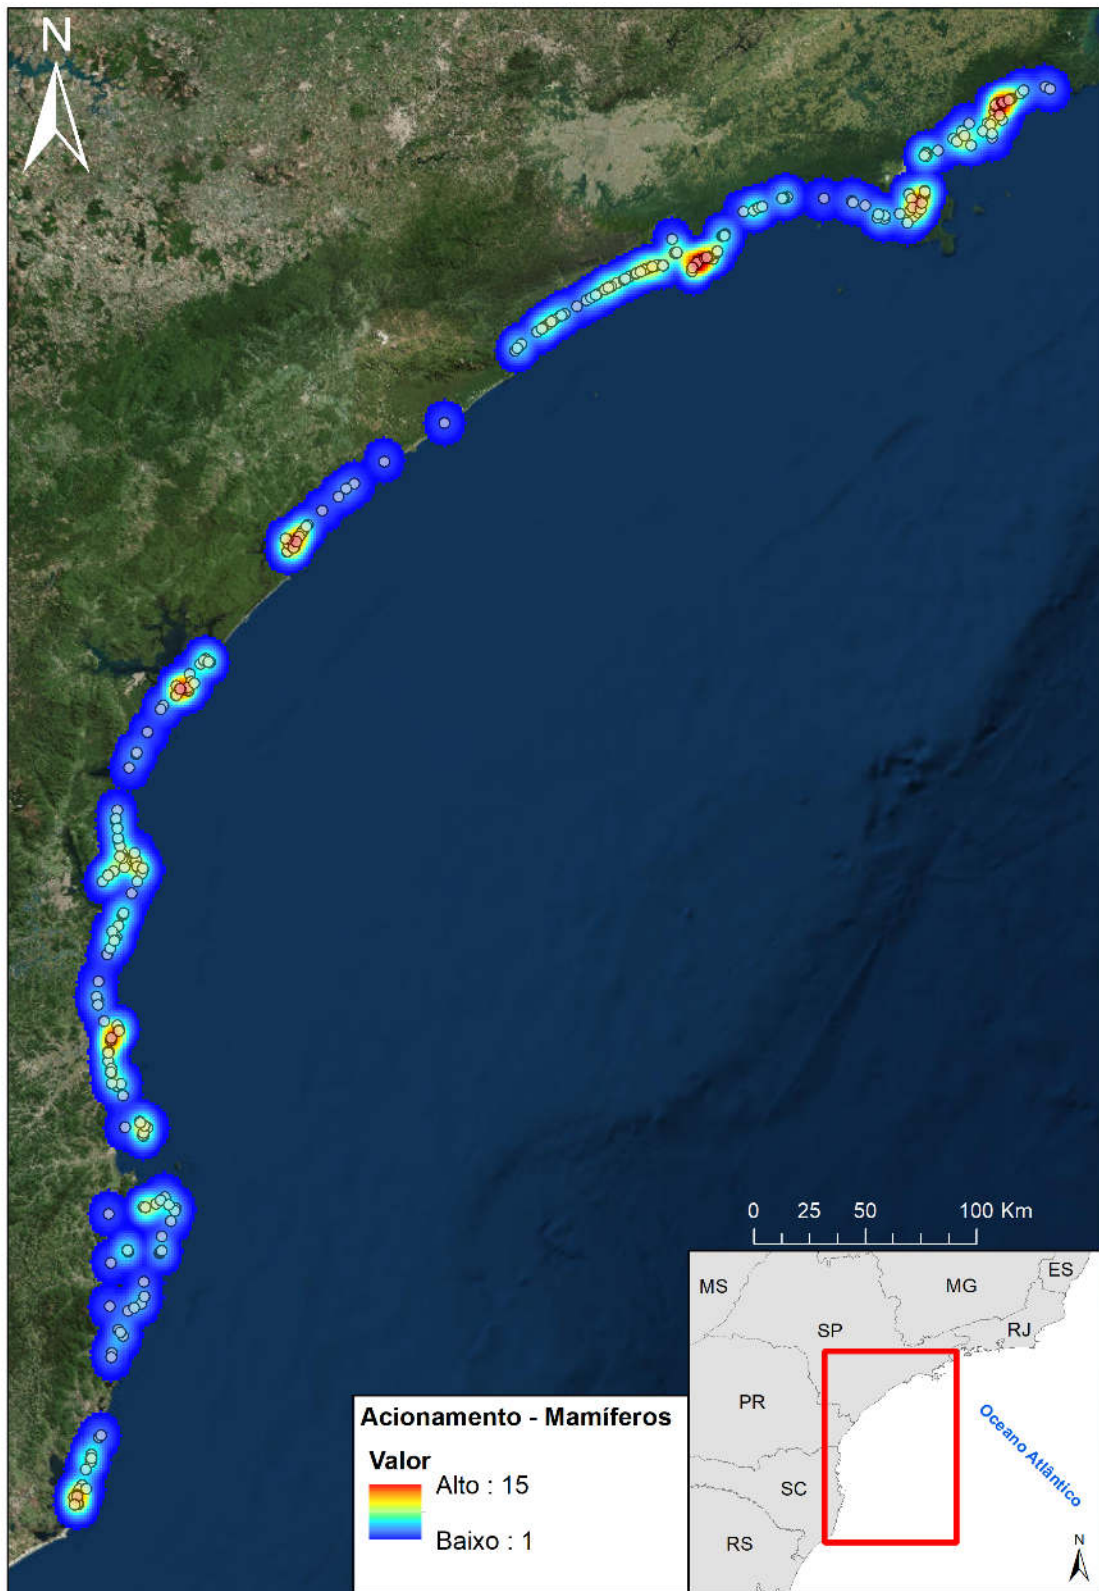 N
0 25 50 100 Km
MS
MG
ES
SP
RJ
PR
Oceano Atlântico
SC
RS
N
Acionamento - Mamíferos
Valor
Alto : 15
Baixo : 1